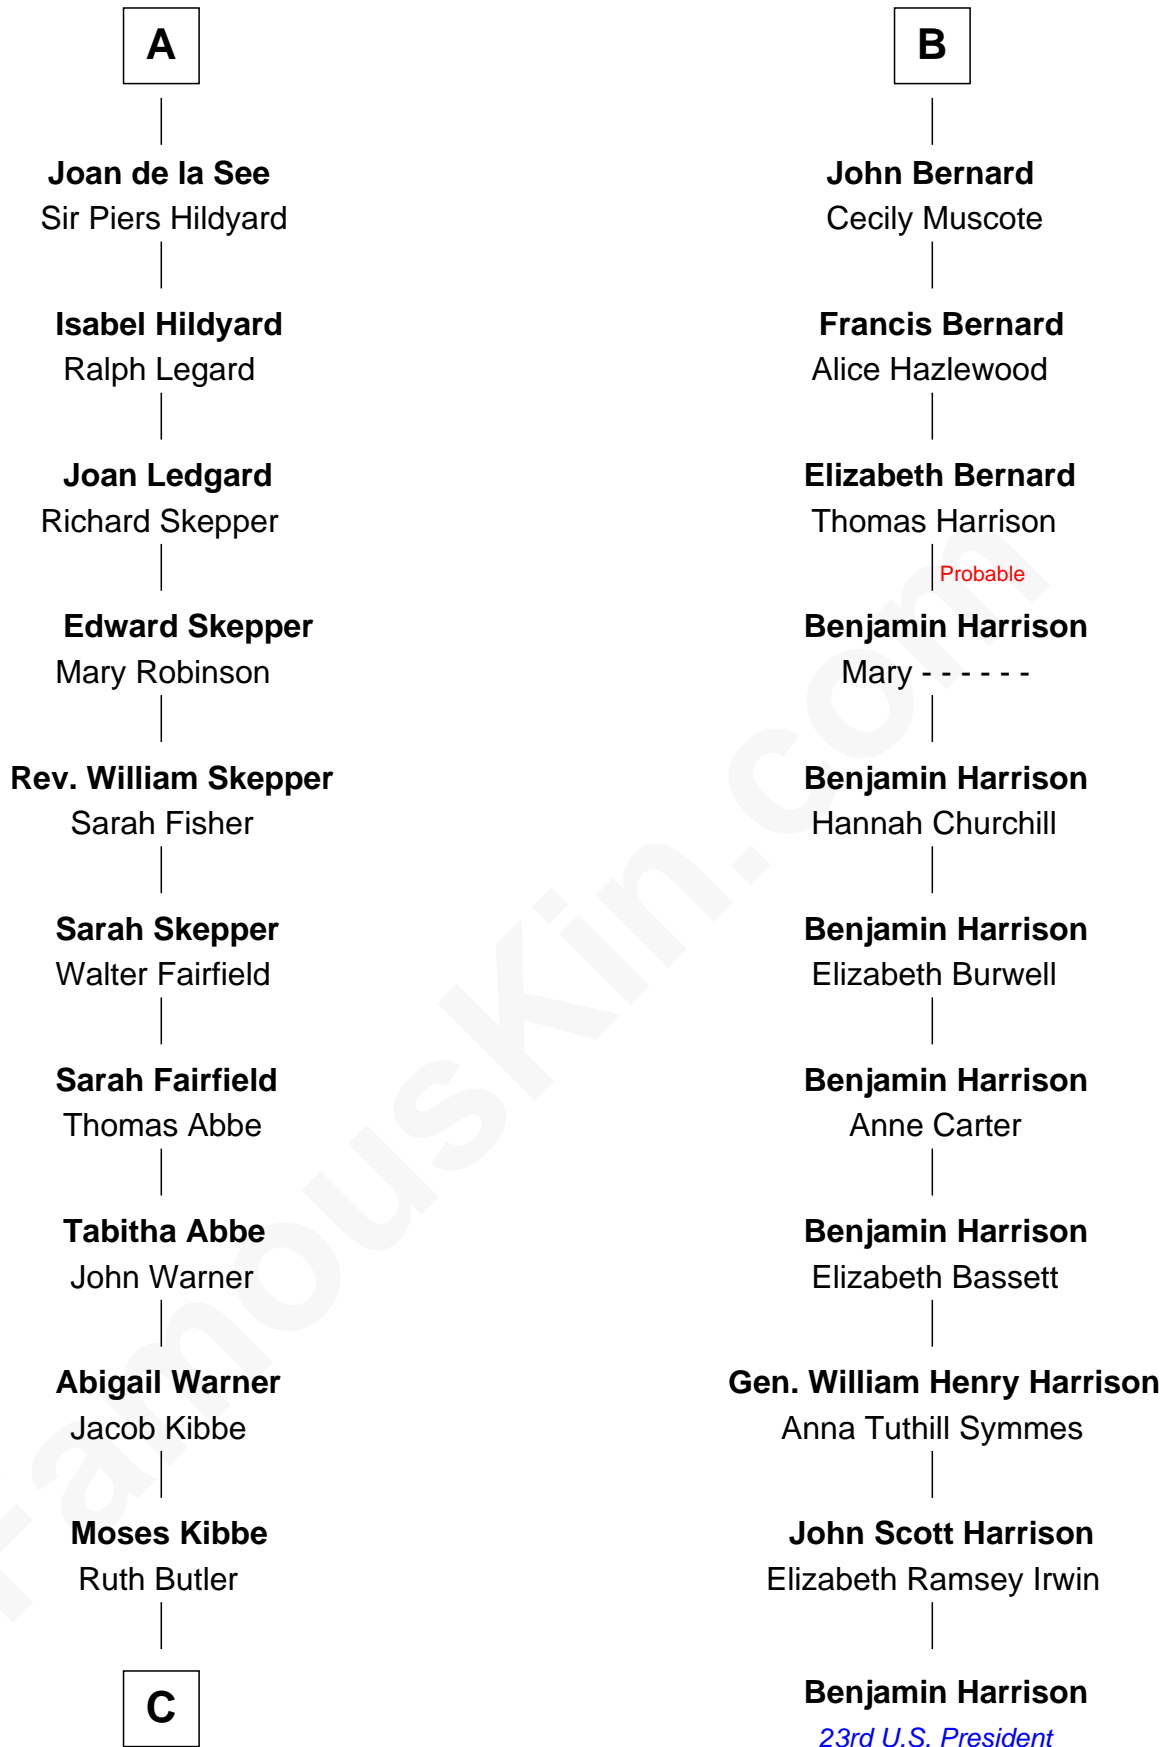 A
Joan de la See
Sir Piers Hildyard
Isabel Hildyard
Ralph Legard
Joan Ledgard
Richard Skepper
Edward Skepper
Mary Robinson
Rev. William Skepper
Sarah Fisher
Sarah Skepper
Walter Fairfield
Sarah Fairfield
Thomas Abbe
Tabitha Abbe
John Warner
Abigail Warner
Jacob Kibbe
Moses Kibbe
Ruth Butler
C
B
John Bernard
Cecily Muscote
Francis Bernard
Alice Hazlewood
Elizabeth Bernard
Thomas Harrison
Probable
Benjamin Harrison
Mary - - - - - -
Benjamin Harrison
Hannah Churchill
Benjamin Harrison
Elizabeth Burwell
Benjamin Harrison
Anne Carter
Benjamin Harrison
Elizabeth Bassett
Gen. William Henry Harrison
Anna Tuthill Symmes
John Scott Harrison
Elizabeth Ramsey Irwin
Benjamin Harrison
23rd U.S. President
FamousKin.com